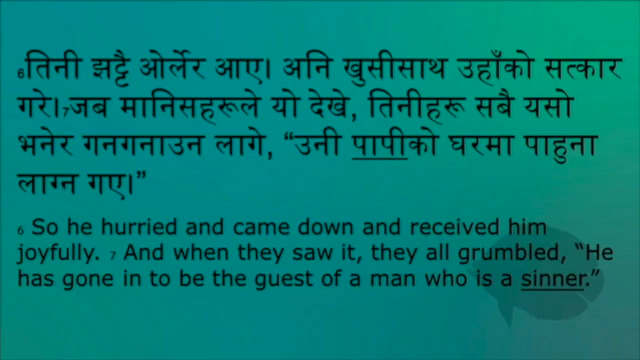 6तिनी झट्टै ओर्लेर आए। अनि खुसीसाथ उहाँको सत्कार
गरे।7जब मानिसहरूले यो देखे, तिनीहरू सबै यसो
भनेर गनगनाउन लागे, “उनी पापीको घरमा पाहुना
लाग्न गए।”
6 So he hurried and came down and received him
joyfully. 7 And when they saw it, they all grumbled, “He
has gone in to be the guest of a man who is a sinner.”